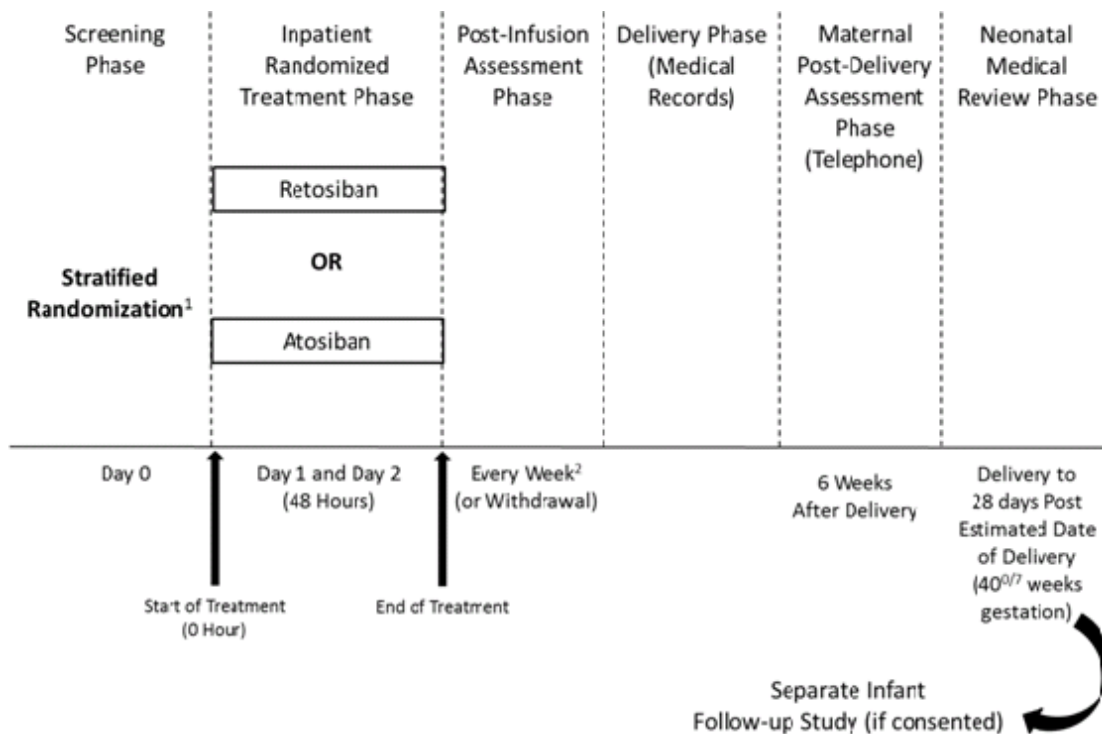 Screening
Phase
Inpatient
Randomized
Treatment Phase
Post-Infusion
Assessment
Phase
Delivery Phase
(Medical
Records)
Maternal
Post-Delivery
Assessment
Phase
(Telephone)
Neonatal
Medical
Review Phase
Retosiban
OR
Stratified
Randomization¹
Atosiban
Day 0
Day 1 and Day 2
(48 Hours)
Every Week²
(or Withdrawal)
6 Weeks
After Delivery
Delivery to
28 days Post
Estimated Date
of Delivery
(40⁰/⁷ weeks
gestation)
Start of Treatment
(0 Hour)
End of Treatment
Separate Infant
Follow-up Study (if consented)